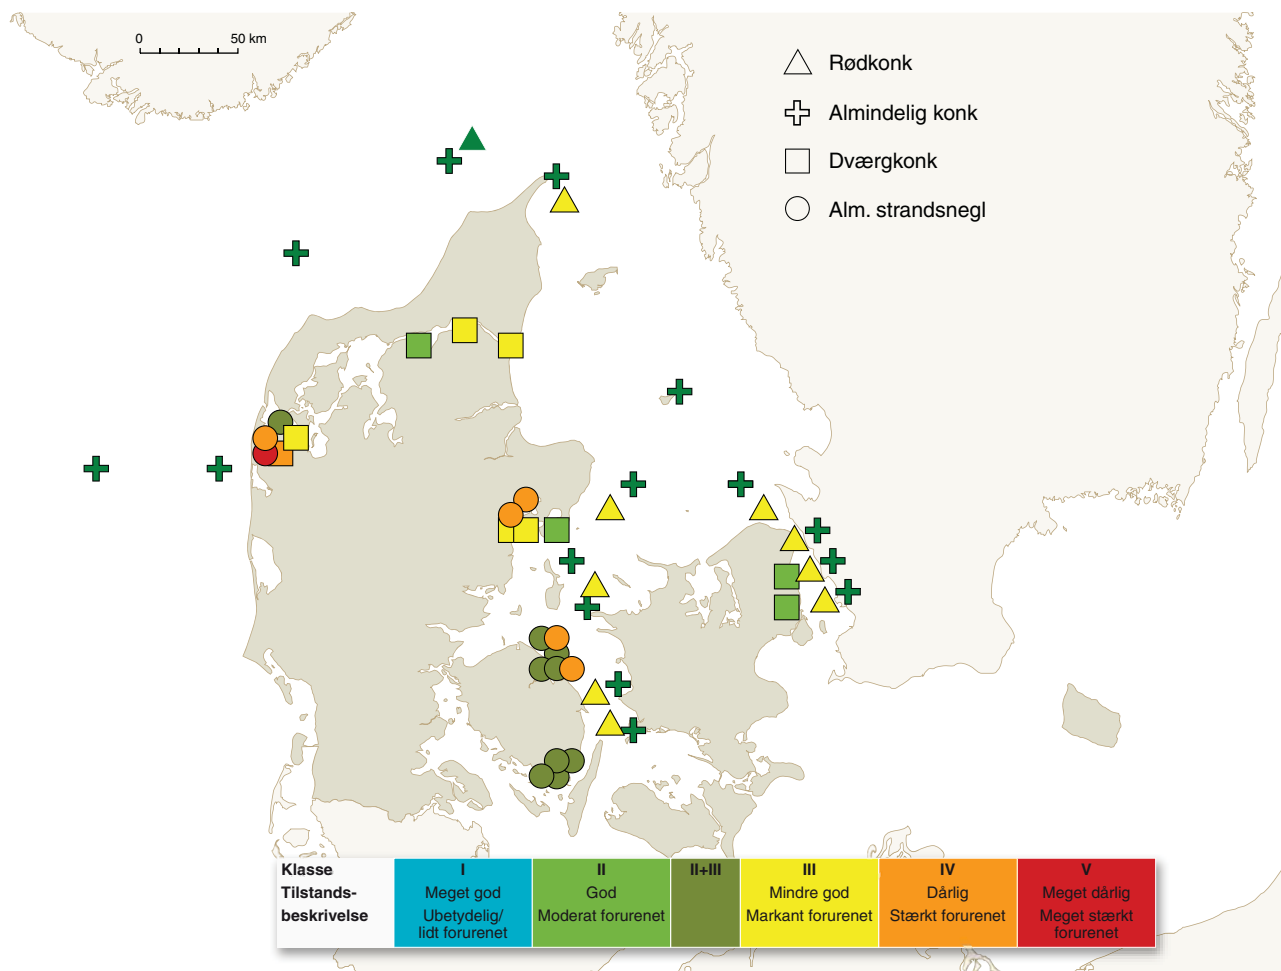 0 50 km
Rødkonk
Almindelig konk
Dværgkonk
Alm. strandsnegl
Klasse I II II+III III IV V
Tilstands- Meget god God Mindre god Dårlig Meget dårlig
beskrivelse Ubetydelig/ Moderat forurenet Markant forurenet Stærkt forurenet Meget stærkt
lidt forurenet forurenet